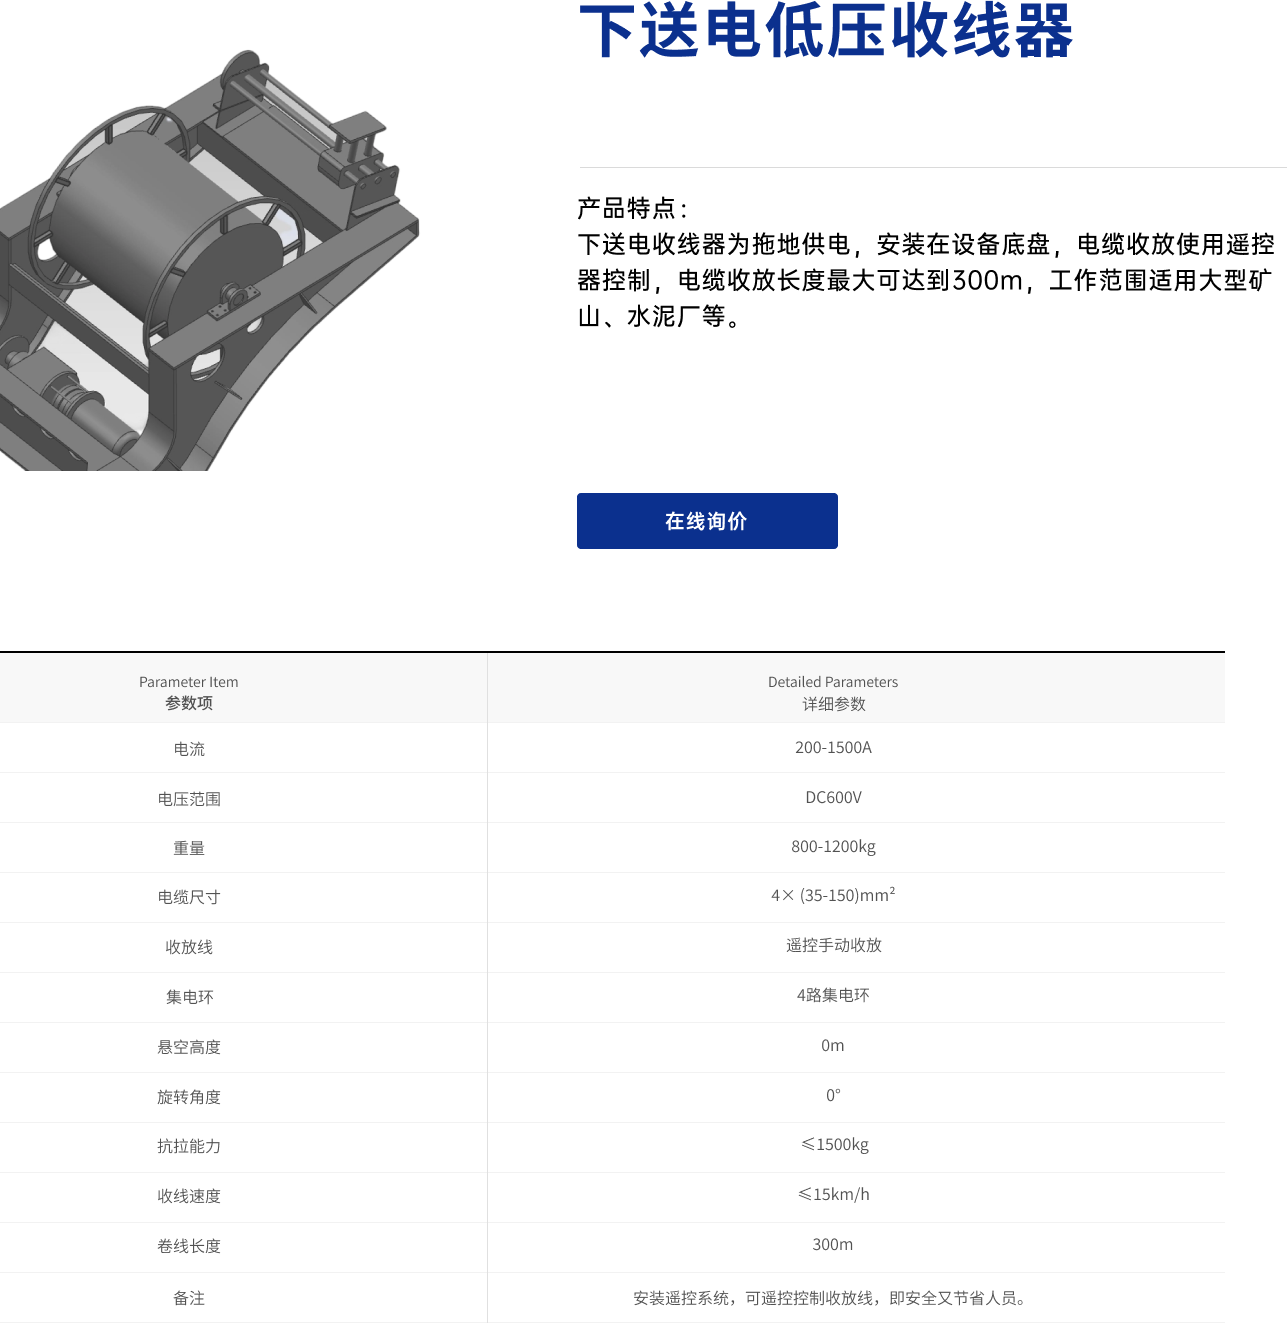 下送电低压收线器
产品特点：
下送电收线器为拖地供电，安装在设备底盘，电缆收放使用遥控
器控制，电缆收放长度最大可达到300m，工作范围适用大型矿
山、水泥厂等。
在线询价
Parameter Item
参数项
Detailed Parameters
详细参数
电流
200-1500A
电压范围
DC600V
重量
800-1200kg
电缆尺寸
4× (35-150)mm²
收放线
遥控手动收放
集电环
4路集电环
悬空高度
0m
旋转角度
0°
抗拉能力
≤1500kg
收线速度
≤15km/h
卷线长度
300m
备注
安装遥控系统，可遥控控制收放线，即安全又节省人员。